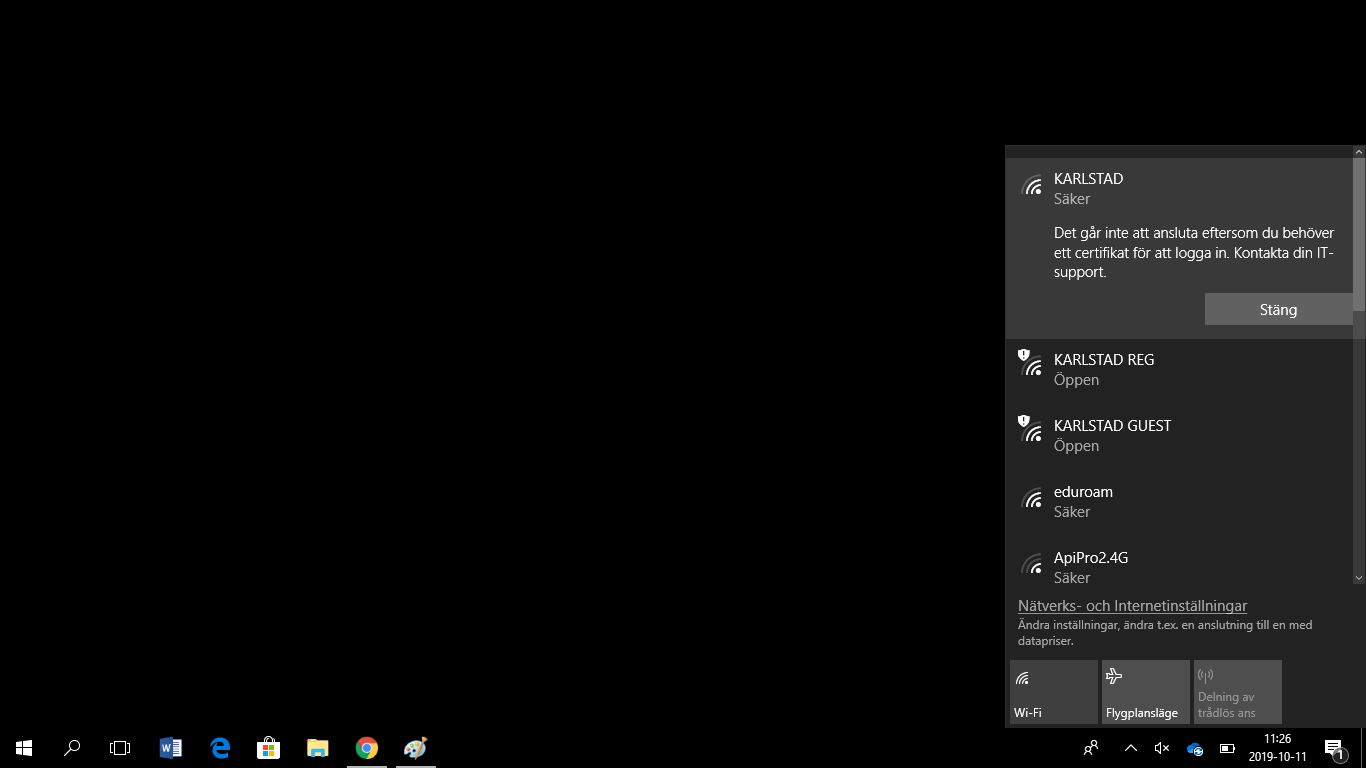 KARLSTAD
Säker
Det går inte att ansluta eftersom du behöver
ett certifikat för att logga in. Kontakta din IT-
support.
Stäng
KARLSTAD REG
Öppen
KARLSTAD GUEST
Öppen
eduroam
Säker
ApiPro2.4G
Säker
Nätverks- och Internetinställningar
Ändra inställningar, ändra t.ex. en anslutning till en med
datapriser.
Wi-Fi
Flygplansläge
Delning av
trådlös ans
11:26
2019-10-11
1